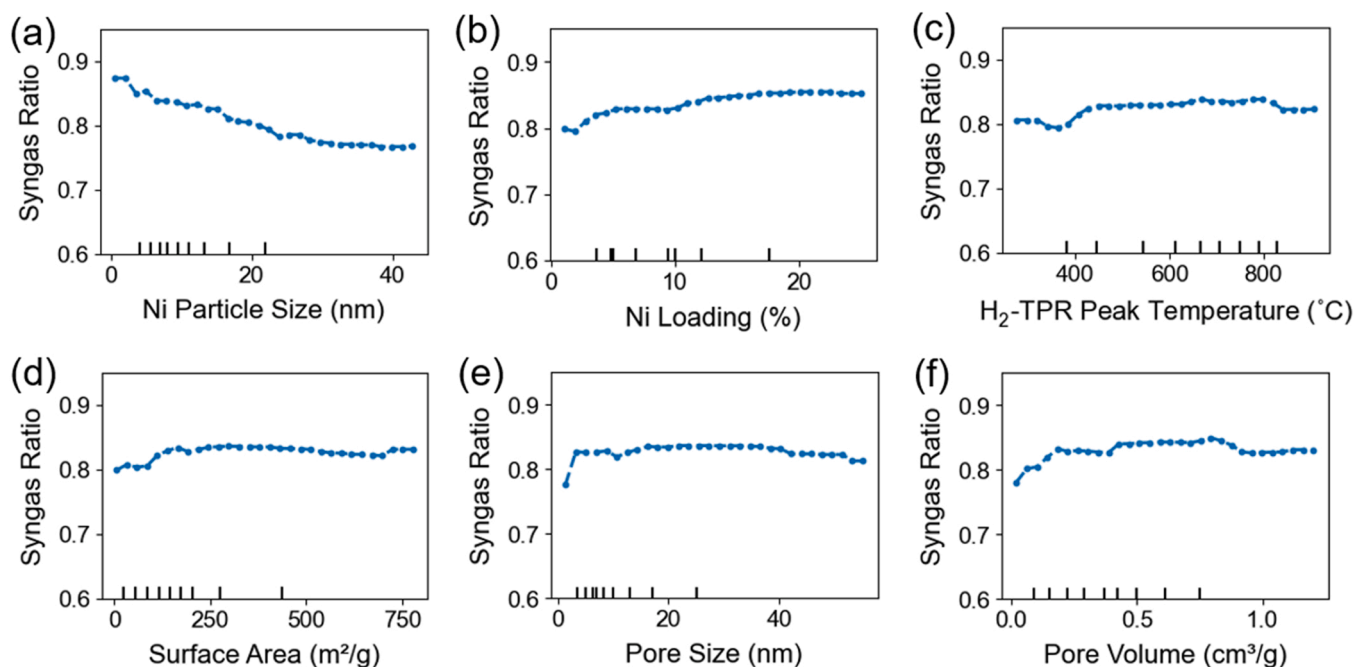 (a)
0.9
0.8
0.7
0.6
Syngas Ratio
0 20 40
Ni Particle Size (nm)
(b)
0.9
0.8
0.7
0.6
Syngas Ratio
0 10 20
Ni Loading (%)
(c)
0.9
0.8
0.7
0.6
Syngas Ratio
400 600 800
H₂-TPR Peak Temperature (˚C)
(d)
0.9
0.8
0.7
0.6
Syngas Ratio
0 250 500 750
Surface Area (m²/g)
(e)
0.9
0.8
0.7
0.6
Syngas Ratio
0 20 40
Pore Size (nm)
(f)
0.9
0.8
0.7
0.6
Syngas Ratio
0.0 0.5 1.0
Pore Volume (cm³/g)